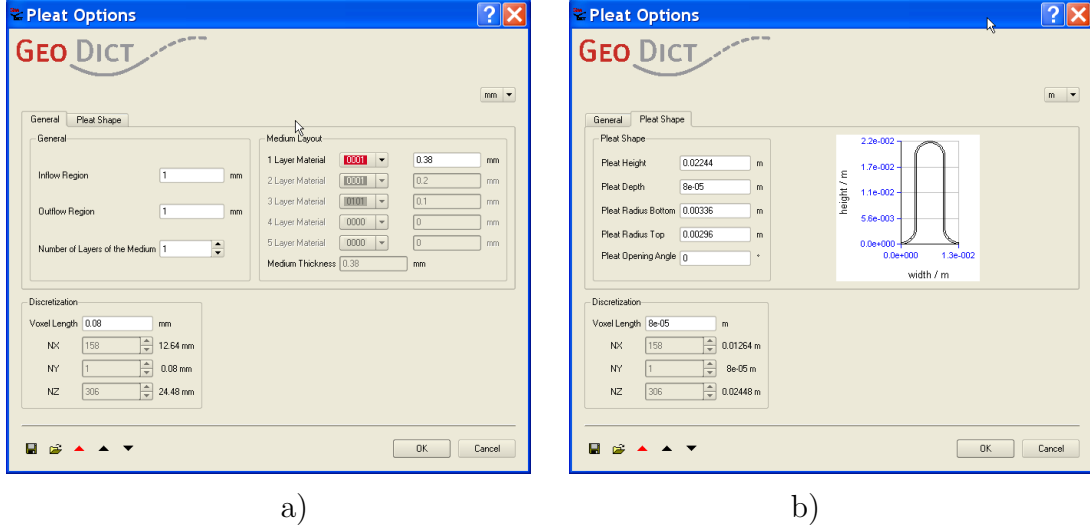 Pleat Options
GEO DICT
mm
General Pleat Shape
General
Inflow Region 1 mm
Outflow Region 1 mm
Number of Layers of the Medium 1
Medium Layout
1 Layer Material 0001 0.38 mm
2 Layer Material 0001 0.2 mm
3 Layer Material 0101 0.1 mm
4 Layer Material 0000 0 mm
5 Layer Material 0000 0 mm
Medium Thickness 0.38 mm
Discretization
Voxel Length 0.08 mm
NX 158 12.64 mm
NY 1 0.08 mm
NZ 306 24.48 mm
OK Cancel
a)
Pleat Options
GEO DICT
m
General Pleat Shape
Pleat Shape
Pleat Height 0.02244 m
Pleat Depth 8e-05 m
Pleat Radius Bottom 0.00336 m
Pleat Radius Top 0.00296 m
Pleat Opening Angle 0 °
height / m
2.2e-002
1.7e-002
1.1e-002
5.6e-003
0.0e+000
0.0e+000 1.3e-002
width / m
Discretization
Voxel Length 8e-05 m
NX 158 0.01264 m
NY 1 8e-05 m
NZ 306 0.02448 m
OK Cancel
b)